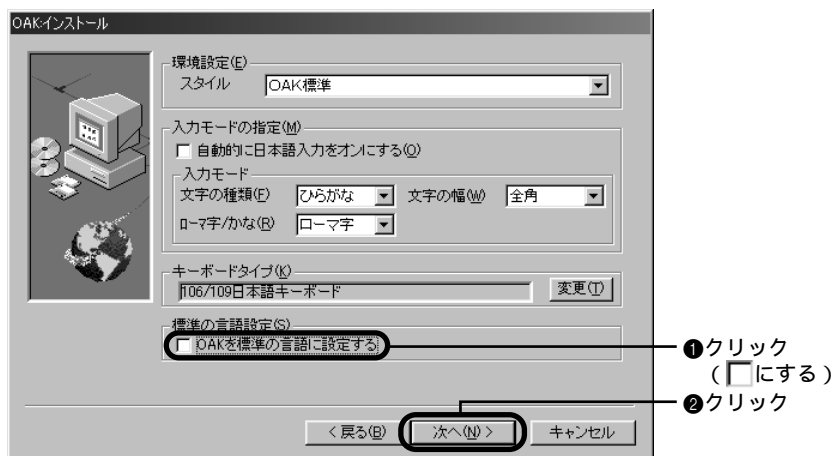 OAK:インストール
環境設定(E)
スタイル OAK標準
入力モードの指定(M)
自動的に日本語入力をオンにする(O)
入力モード
文字の種類(F) ひらがな 文字の幅(W) 全角
ローマ字/かな(R) ローマ字
キーボードタイプ(K)
106/109日本語キーボード 変更(T)
標準の言語設定(S)
OAKを標準の言語に設定する
❶クリック
(□にする)
❷クリック
< 戻る(B) 次へ(N) > キャンセル